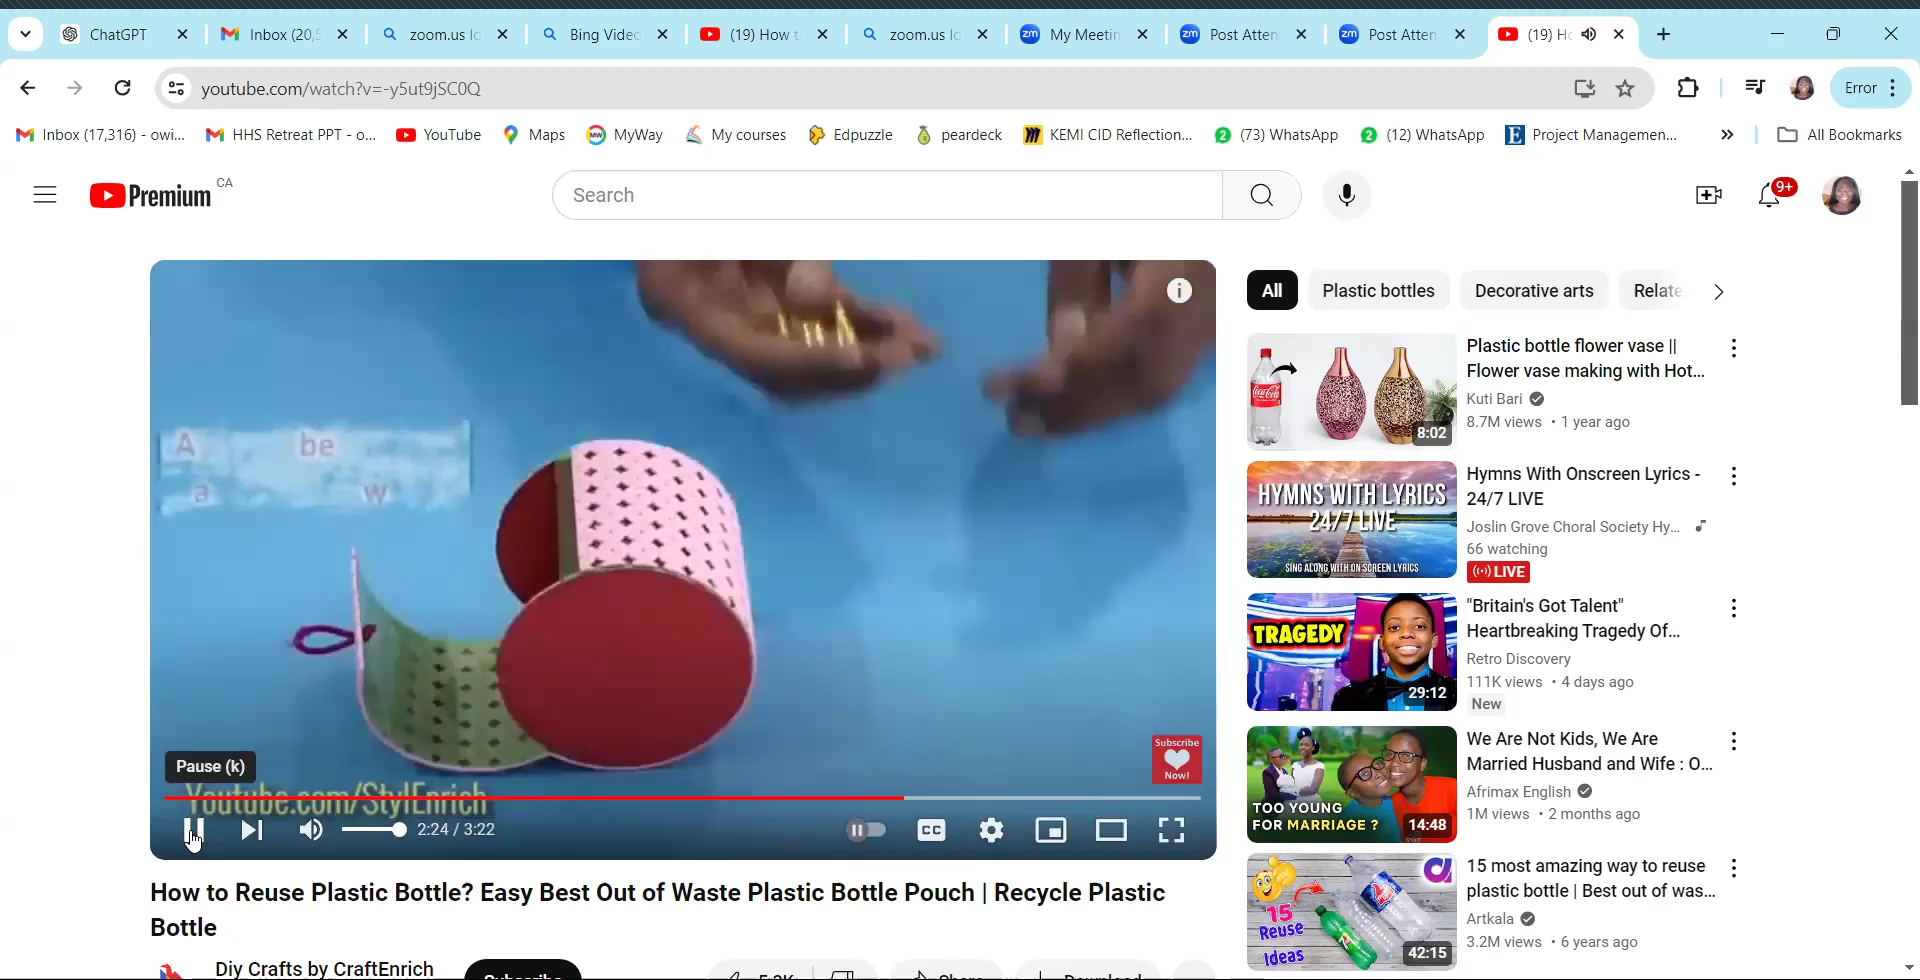 ChatGPT
Inbox (20,
zoom.us lo
Bing Video
(19) How t
zoom.us lo
My Meetin
Post Atten
Post Atten
(19) H
youtube.com/watch?v=-y5ut9jSC0Q
Error
Inbox (17,316) - owi...
HHS Retreat PPT - o...
YouTube
Maps
MyWay
My courses
Edpuzzle
peardeck
KEMI CID Reflection...
(73) WhatsApp
(12) WhatsApp
Project Managemen...
All Bookmarks
Premium CA
Search
9+
All
Plastic bottles
Decorative arts
Relate
A be
a w
Subscribe
Now!
Pause (k)
Youtube.com/StylEnrich
2:24 / 3:22
CC
How to Reuse Plastic Bottle? Easy Best Out of Waste Plastic Bottle Pouch | Recycle Plastic
Bottle
Diy Crafts by CraftEnrich
Subscribe
5.3K
Share
Download
Coca-Cola
8:02
Plastic bottle flower vase ||
Flower vase making with Hot...
Kuti Bari
8.7M views • 1 year ago
HYMNS WITH LYRICS
24/7 LIVE
SING ALONG WITH ON SCREEN LYRICS
Hymns With Onscreen Lyrics -
24/7 LIVE
Joslin Grove Choral Society Hy...
66 watching
LIVE
TRAGEDY
29:12
"Britain's Got Talent"
Heartbreaking Tragedy Of...
Retro Discovery
111K views • 4 days ago
New
TOO YOUNG
FOR MARRIAGE ?
14:48
We Are Not Kids, We Are
Married Husband and Wife : O...
Afrimax English
1M views • 2 months ago
15
Reuse
Ideas
42:15
15 most amazing way to reuse
plastic bottle | Best out of was...
Artkala
3.2M views • 6 years ago